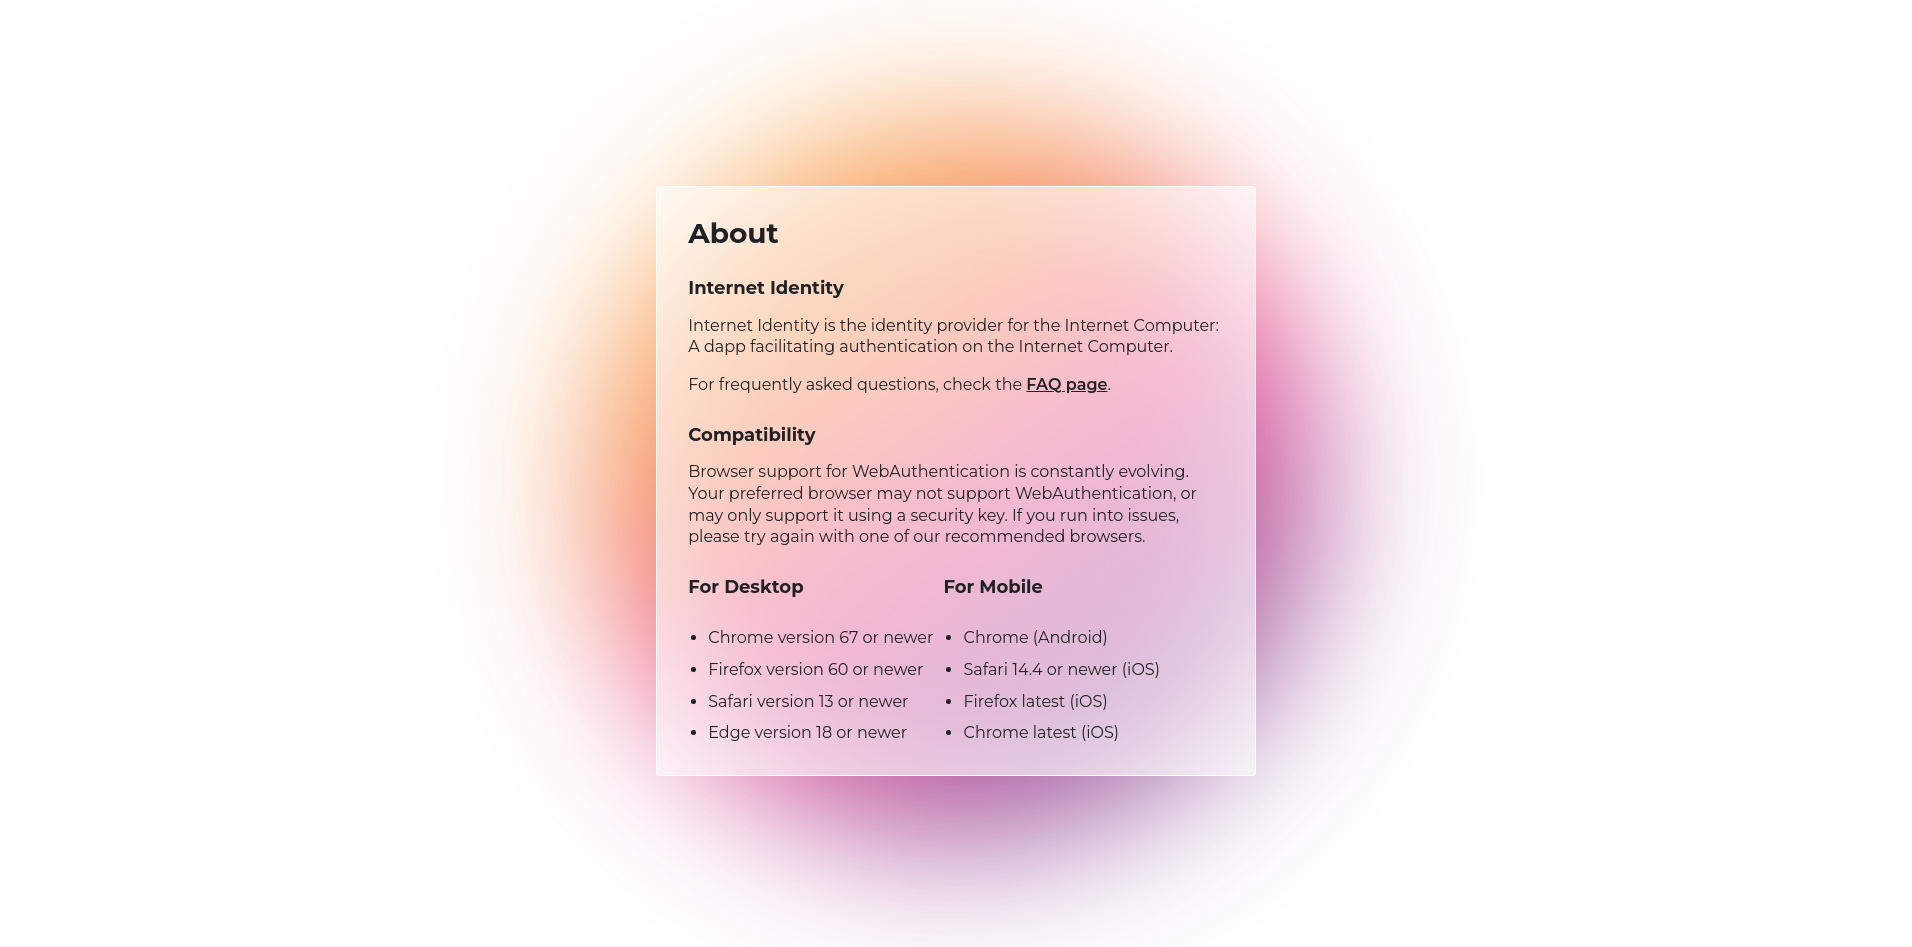 About
Internet Identity
Internet Identity is the identity provider for the Internet Computer:
A dapp facilitating authentication on the Internet Computer.
For frequently asked questions, check the FAQ page.
Compatibility
Browser support for WebAuthentication is constantly evolving.
Your preferred browser may not support WebAuthentication, or
may only support it using a security key. If you run into issues,
please try again with one of our recommended browsers.
For Desktop
• Chrome version 67 or newer
• Firefox version 60 or newer
• Safari version 13 or newer
• Edge version 18 or newer
For Mobile
• Chrome (Android)
• Safari 14.4 or newer (iOS)
• Firefox latest (iOS)
• Chrome latest (iOS)